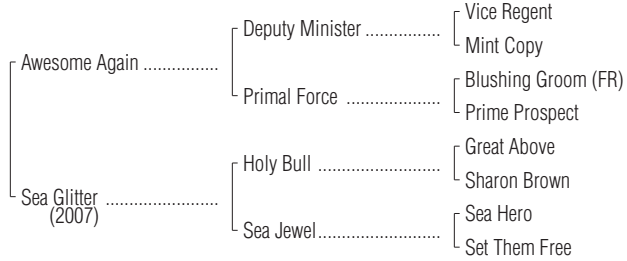 Vice Regent
Deputy Minister ..................
Mint Copy
Awesome Again ...............
Blushing Groom (FR)
Primal Force ...................
Prime Prospect
Great Above
Holy Bull ........................
Sharon Brown
Sea Glitter .......................
(2007)
Sea Hero
Sea Jewel........................
Set Them Free